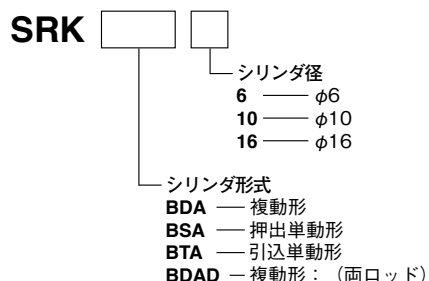 SRK
シリンダ径
6 φ6
10 φ10
16 φ16
シリンダ形式
BDA 複動形
BSA 押出単動形
BTA 引込単動形
BDAD 複動形：（両ロッド）